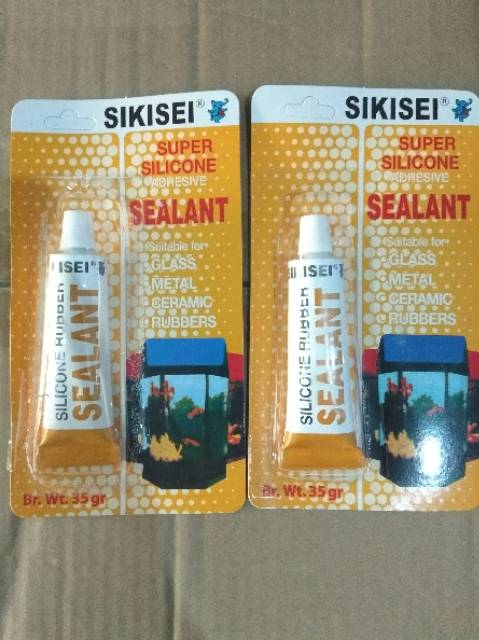 SIKISEI®
SUPER
SILICONE
ADHESIVE
SEALANT
Suitable for
GLASS
METAL
CERAMIC
RUBBERS
ISEI®
SILICONE RUBBER
SEALANT
Br. Wt. 35 gr
SIKISEI®
SUPER
SILICONE
ADHESIVE
SEALANT
Suitable for
GLASS
METAL
CERAMIC
RUBBERS
SIKISEI®
SILICONE RUBBER
SEALANT
Br. Wt. 35 gr